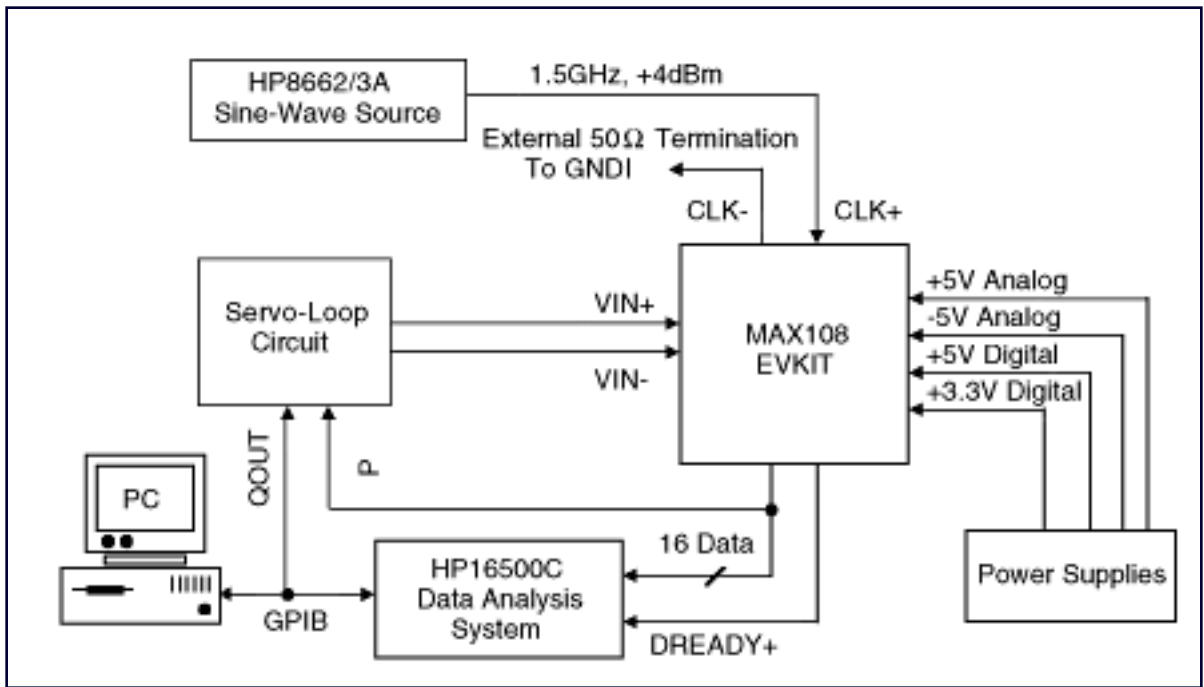 HP8662/3A
Sine-Wave Source
1.5GHz, +4dBm
External 50Ω Termination
To GNDI
CLK-
CLK+
Servo-Loop
Circuit
VIN+
VIN-
MAX108
EVKIT
+5V Analog
-5V Analog
+5V Digital
+3.3V Digital
QOUT
P
PC
16 Data
HP16500C
Data Analysis
System
GPIB
DREADY+
Power Supplies